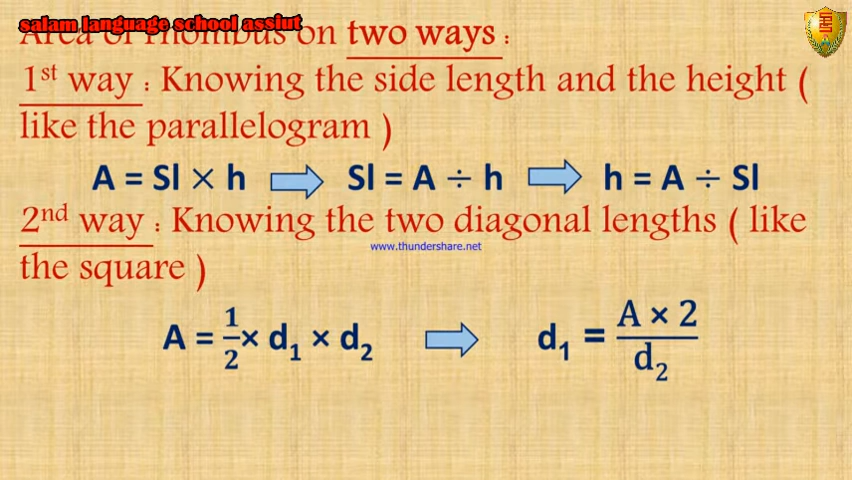 salam language school assiut
Area of rhombus on two ways :
1st way : Knowing the side length and the height (
like the parallelogram )
A = Sl × h Sl = A ÷ h h = A ÷ Sl
2nd way : Knowing the two diagonal lengths ( like
www.thundershare.net
the square )
A = 1/2 × d1 × d2 d1 = A × 2 / d2